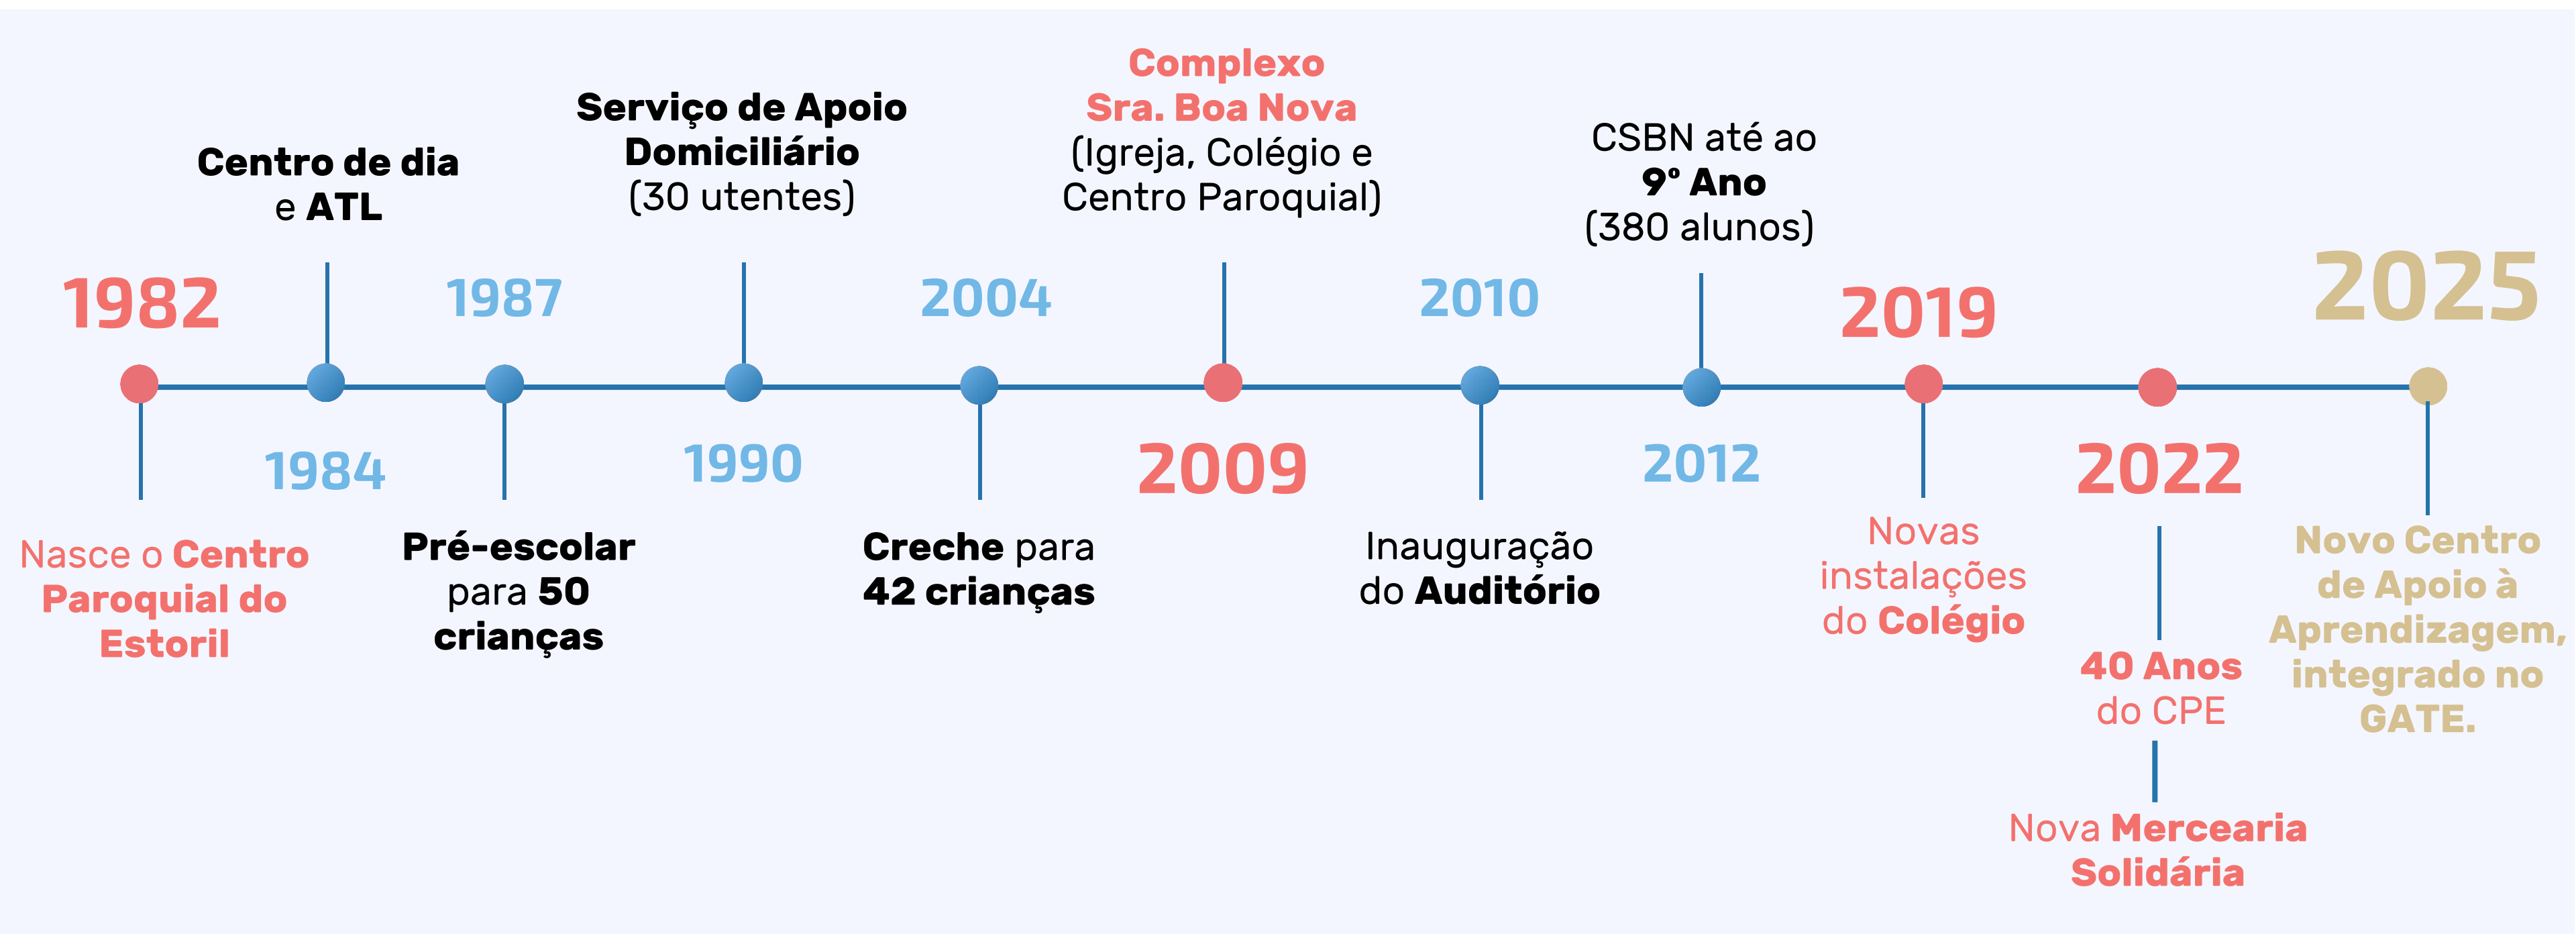 1982
Nasce o Centro
Paroquial do
Estoril
Centro de dia
e ATL
1984
1987
Pré-escolar
para 50
crianças
Serviço de Apoio
Domiciliário
(30 utentes)
1990
2004
Creche para
42 crianças
Complexo
Sra. Boa Nova
(Igreja, Colégio e
Centro Paroquial)
2009
2010
Inauguração
do Auditório
CSBN até ao
9º Ano
(380 alunos)
2012
2019
Novas
instalações
do Colégio
2022
40 Anos
do CPE
Nova Mercearia
Solidária
2025
Novo Centro
de Apoio à
Aprendizagem,
integrado no
GATE.